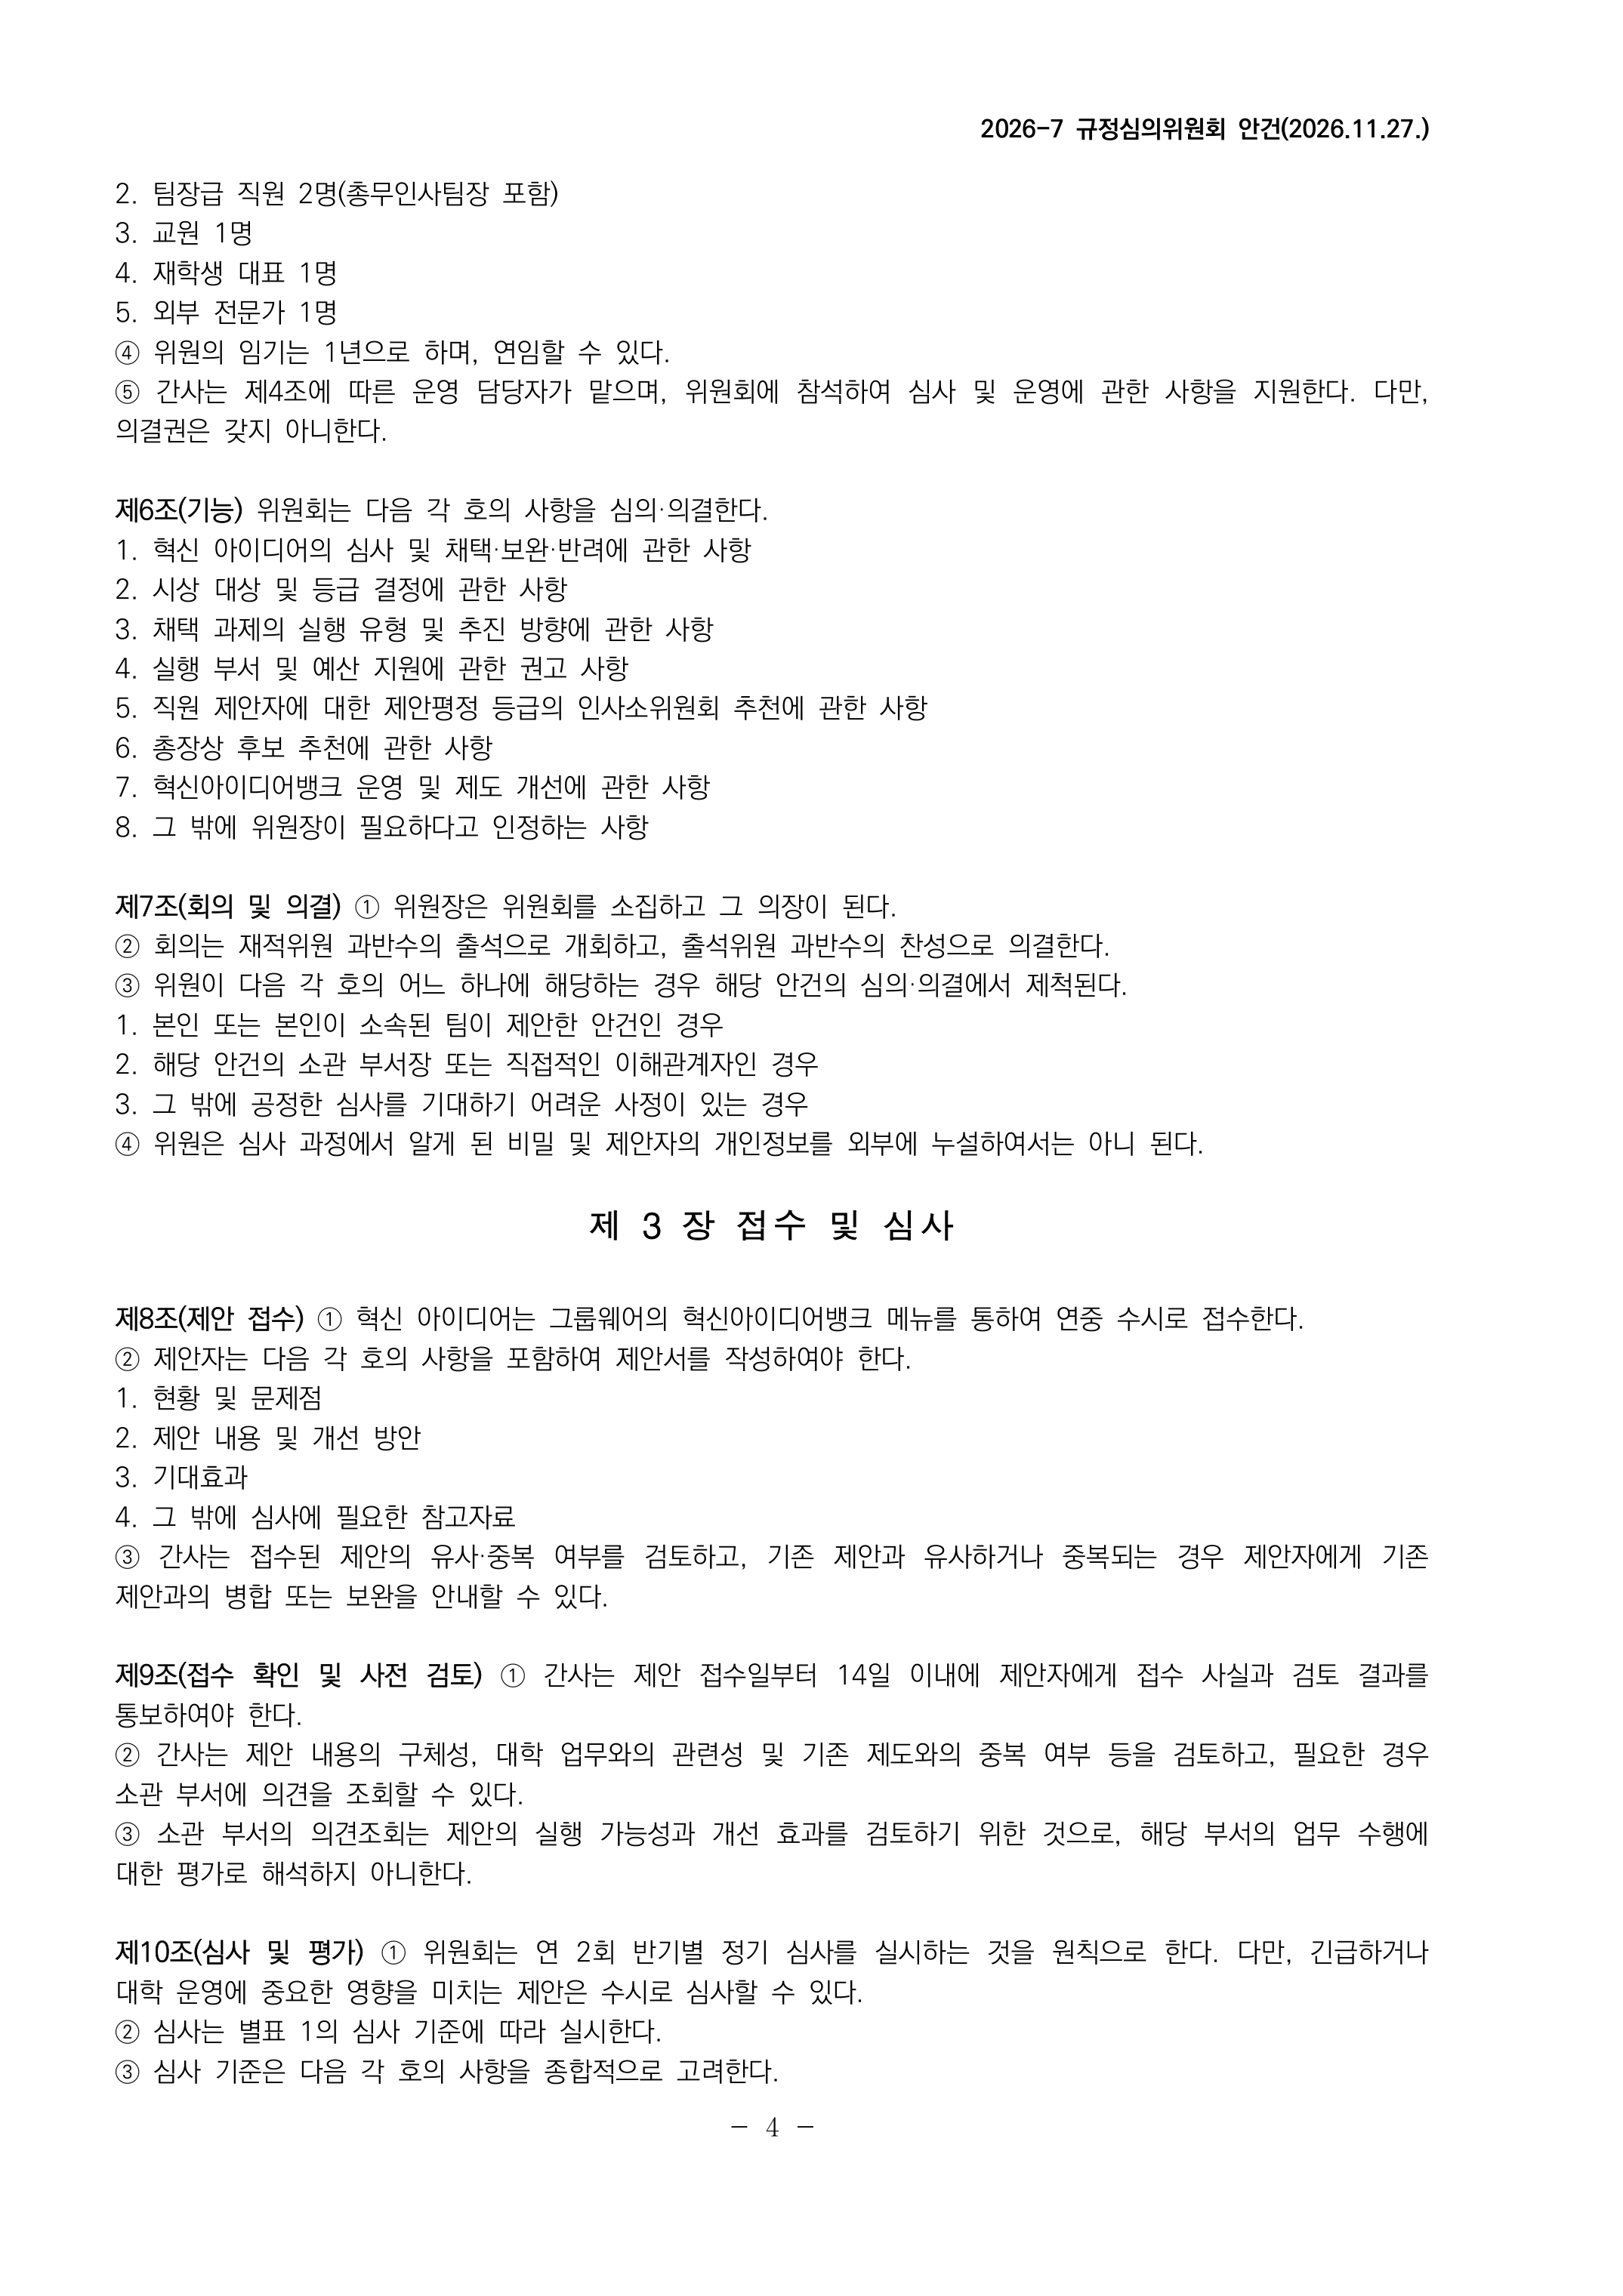 2026-7 규정심의위원회 안건(2026.11.27.)
2. 팀장급 직원 2명(총무인사팀장 포함)
3. 교원 1명
4. 재학생 대표 1명
5. 외부 전문가 1명
④ 위원의 임기는 1년으로 하며, 연임할 수 있다.
⑤ 간사는 제4조에 따른 운영 담당자가 맡으며, 위원회에 참석하여 심사 및 운영에 관한 사항을 지원한다. 다만,
의결권은 갖지 아니한다.
제6조(기능) 위원회는 다음 각 호의 사항을 심의·의결한다.
1. 혁신 아이디어의 심사 및 채택·보완·반려에 관한 사항
2. 시상 대상 및 등급 결정에 관한 사항
3. 채택 과제의 실행 유형 및 추진 방향에 관한 사항
4. 실행 부서 및 예산 지원에 관한 권고 사항
5. 직원 제안자에 대한 제안평정 등급의 인사소위원회 추천에 관한 사항
6. 총장상 후보 추천에 관한 사항
7. 혁신아이디어뱅크 운영 및 제도 개선에 관한 사항
8. 그 밖에 위원장이 필요하다고 인정하는 사항
제7조(회의 및 의결) ① 위원장은 위원회를 소집하고 그 의장이 된다.
② 회의는 재적위원 과반수의 출석으로 개회하고, 출석위원 과반수의 찬성으로 의결한다.
③ 위원이 다음 각 호의 어느 하나에 해당하는 경우 해당 안건의 심의·의결에서 제척된다.
1. 본인 또는 본인이 소속된 팀이 제안한 안건인 경우
2. 해당 안건의 소관 부서장 또는 직접적인 이해관계자인 경우
3. 그 밖에 공정한 심사를 기대하기 어려운 사정이 있는 경우
④ 위원은 심사 과정에서 알게 된 비밀 및 제안자의 개인정보를 외부에 누설하여서는 아니 된다.
제 3 장 접수 및 심사
제8조(제안 접수) ① 혁신 아이디어는 그룹웨어의 혁신아이디어뱅크 메뉴를 통하여 연중 수시로 접수한다.
② 제안자는 다음 각 호의 사항을 포함하여 제안서를 작성하여야 한다.
1. 현황 및 문제점
2. 제안 내용 및 개선 방안
3. 기대효과
4. 그 밖에 심사에 필요한 참고자료
③ 간사는 접수된 제안의 유사·중복 여부를 검토하고, 기존 제안과 유사하거나 중복되는 경우 제안자에게 기존
제안과의 병합 또는 보완을 안내할 수 있다.
제9조(접수 확인 및 사전 검토) ① 간사는 제안 접수일부터 14일 이내에 제안자에게 접수 사실과 검토 결과를
통보하여야 한다.
② 간사는 제안 내용의 구체성, 대학 업무와의 관련성 및 기존 제도와의 중복 여부 등을 검토하고, 필요한 경우
소관 부서에 의견을 조회할 수 있다.
③ 소관 부서의 의견조회는 제안의 실행 가능성과 개선 효과를 검토하기 위한 것으로, 해당 부서의 업무 수행에
대한 평가로 해석하지 아니한다.
제10조(심사 및 평가) ① 위원회는 연 2회 반기별 정기 심사를 실시하는 것을 원칙으로 한다. 다만, 긴급하거나
대학 운영에 중요한 영향을 미치는 제안은 수시로 심사할 수 있다.
② 심사는 별표 1의 심사 기준에 따라 실시한다.
③ 심사 기준은 다음 각 호의 사항을 종합적으로 고려한다.
- 4 -